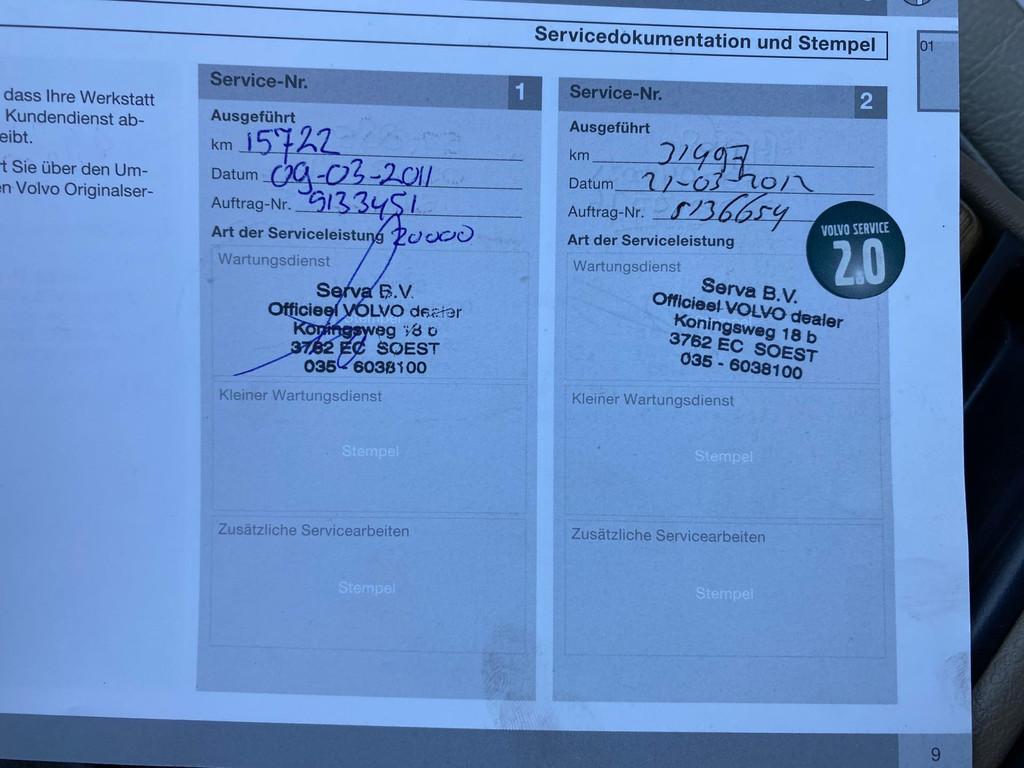 Servicedokumentation und Stempel
01
dass Ihre Werkstatt
Kundendienst ab-
eibt.
rt Sie über den Um-
n Volvo Originalser-
Service-Nr. 1
Ausgeführt
km 15722
Datum 09-03-2011
Auftrag-Nr. 9133451
Art der Serviceleistung 20000
Wartungsdienst
Serva B.V.
Officieel VOLVO dealer
Koningsweg 18 b
3762 EC SOEST
035 - 6038100
Kleiner Wartungsdienst
Stempel
Zusätzliche Servicearbeiten
Stempel
Service-Nr. 2
Ausgeführt
km 31497
Datum 21-03-2012
Auftrag-Nr.
Art der Serviceleistung
VOLVO SERVICE
2.0
Wartungsdienst
Serva B.V.
Officieel VOLVO dealer
Koningsweg 18 b
3762 EC SOEST
035 - 6038100
Kleiner Wartungsdienst
Stempel
Zusätzliche Servicearbeiten
Stempel
9